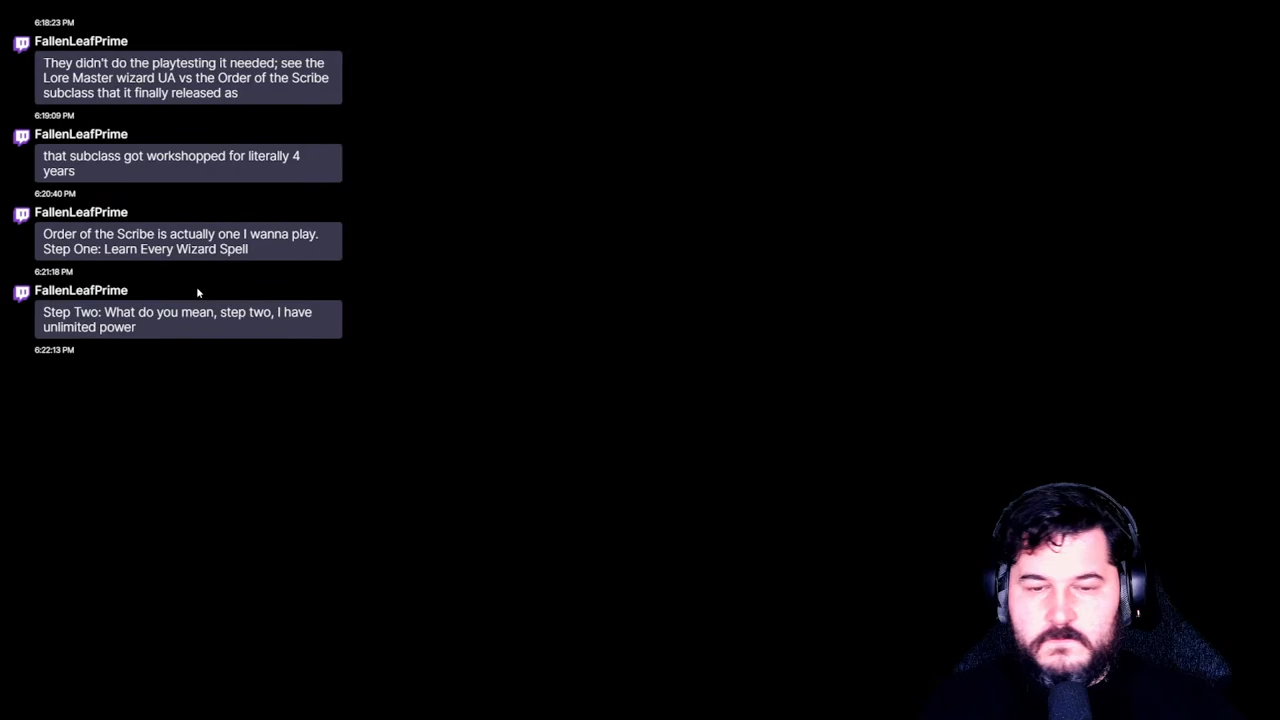 6:18:23 PM
FallenLeafPrime
They didn't do the playtesting it needed; see the
Lore Master wizard UA vs the Order of the Scribe
subclass that it finally released as
6:19:09 PM
FallenLeafPrime
that subclass got workshopped for literally 4
years
6:20:40 PM
FallenLeafPrime
Order of the Scribe is actually one I wanna play.
Step One: Learn Every Wizard Spell
6:21:18 PM
FallenLeafPrime
Step Two: What do you mean, step two, I have
unlimited power
6:22:13 PM